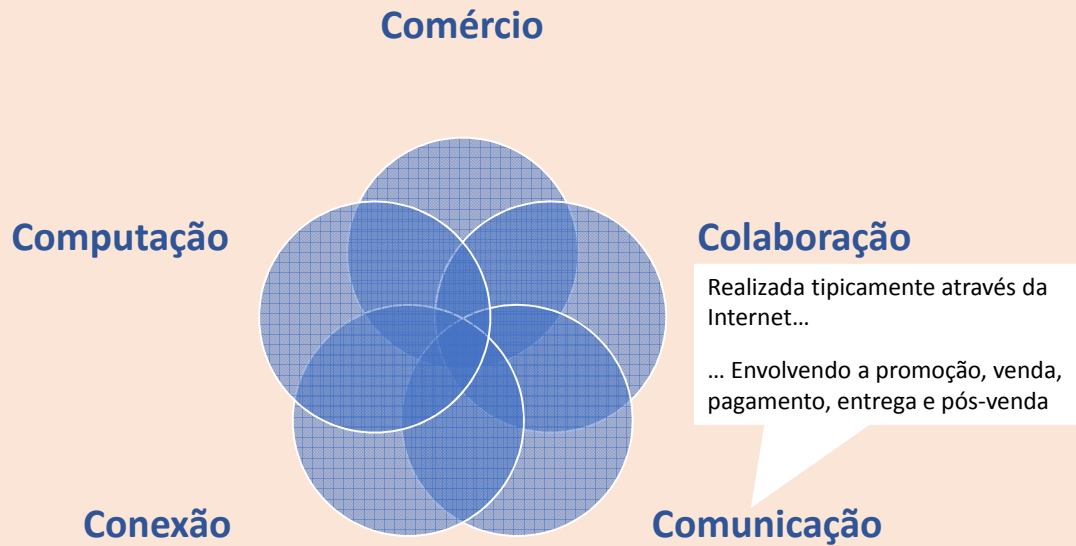 Comércio
Computação
Colaboração
Realizada tipicamente através da
Internet…
… Envolvendo a promoção, venda,
pagamento, entrega e pós-venda
Conexão
Comunicação